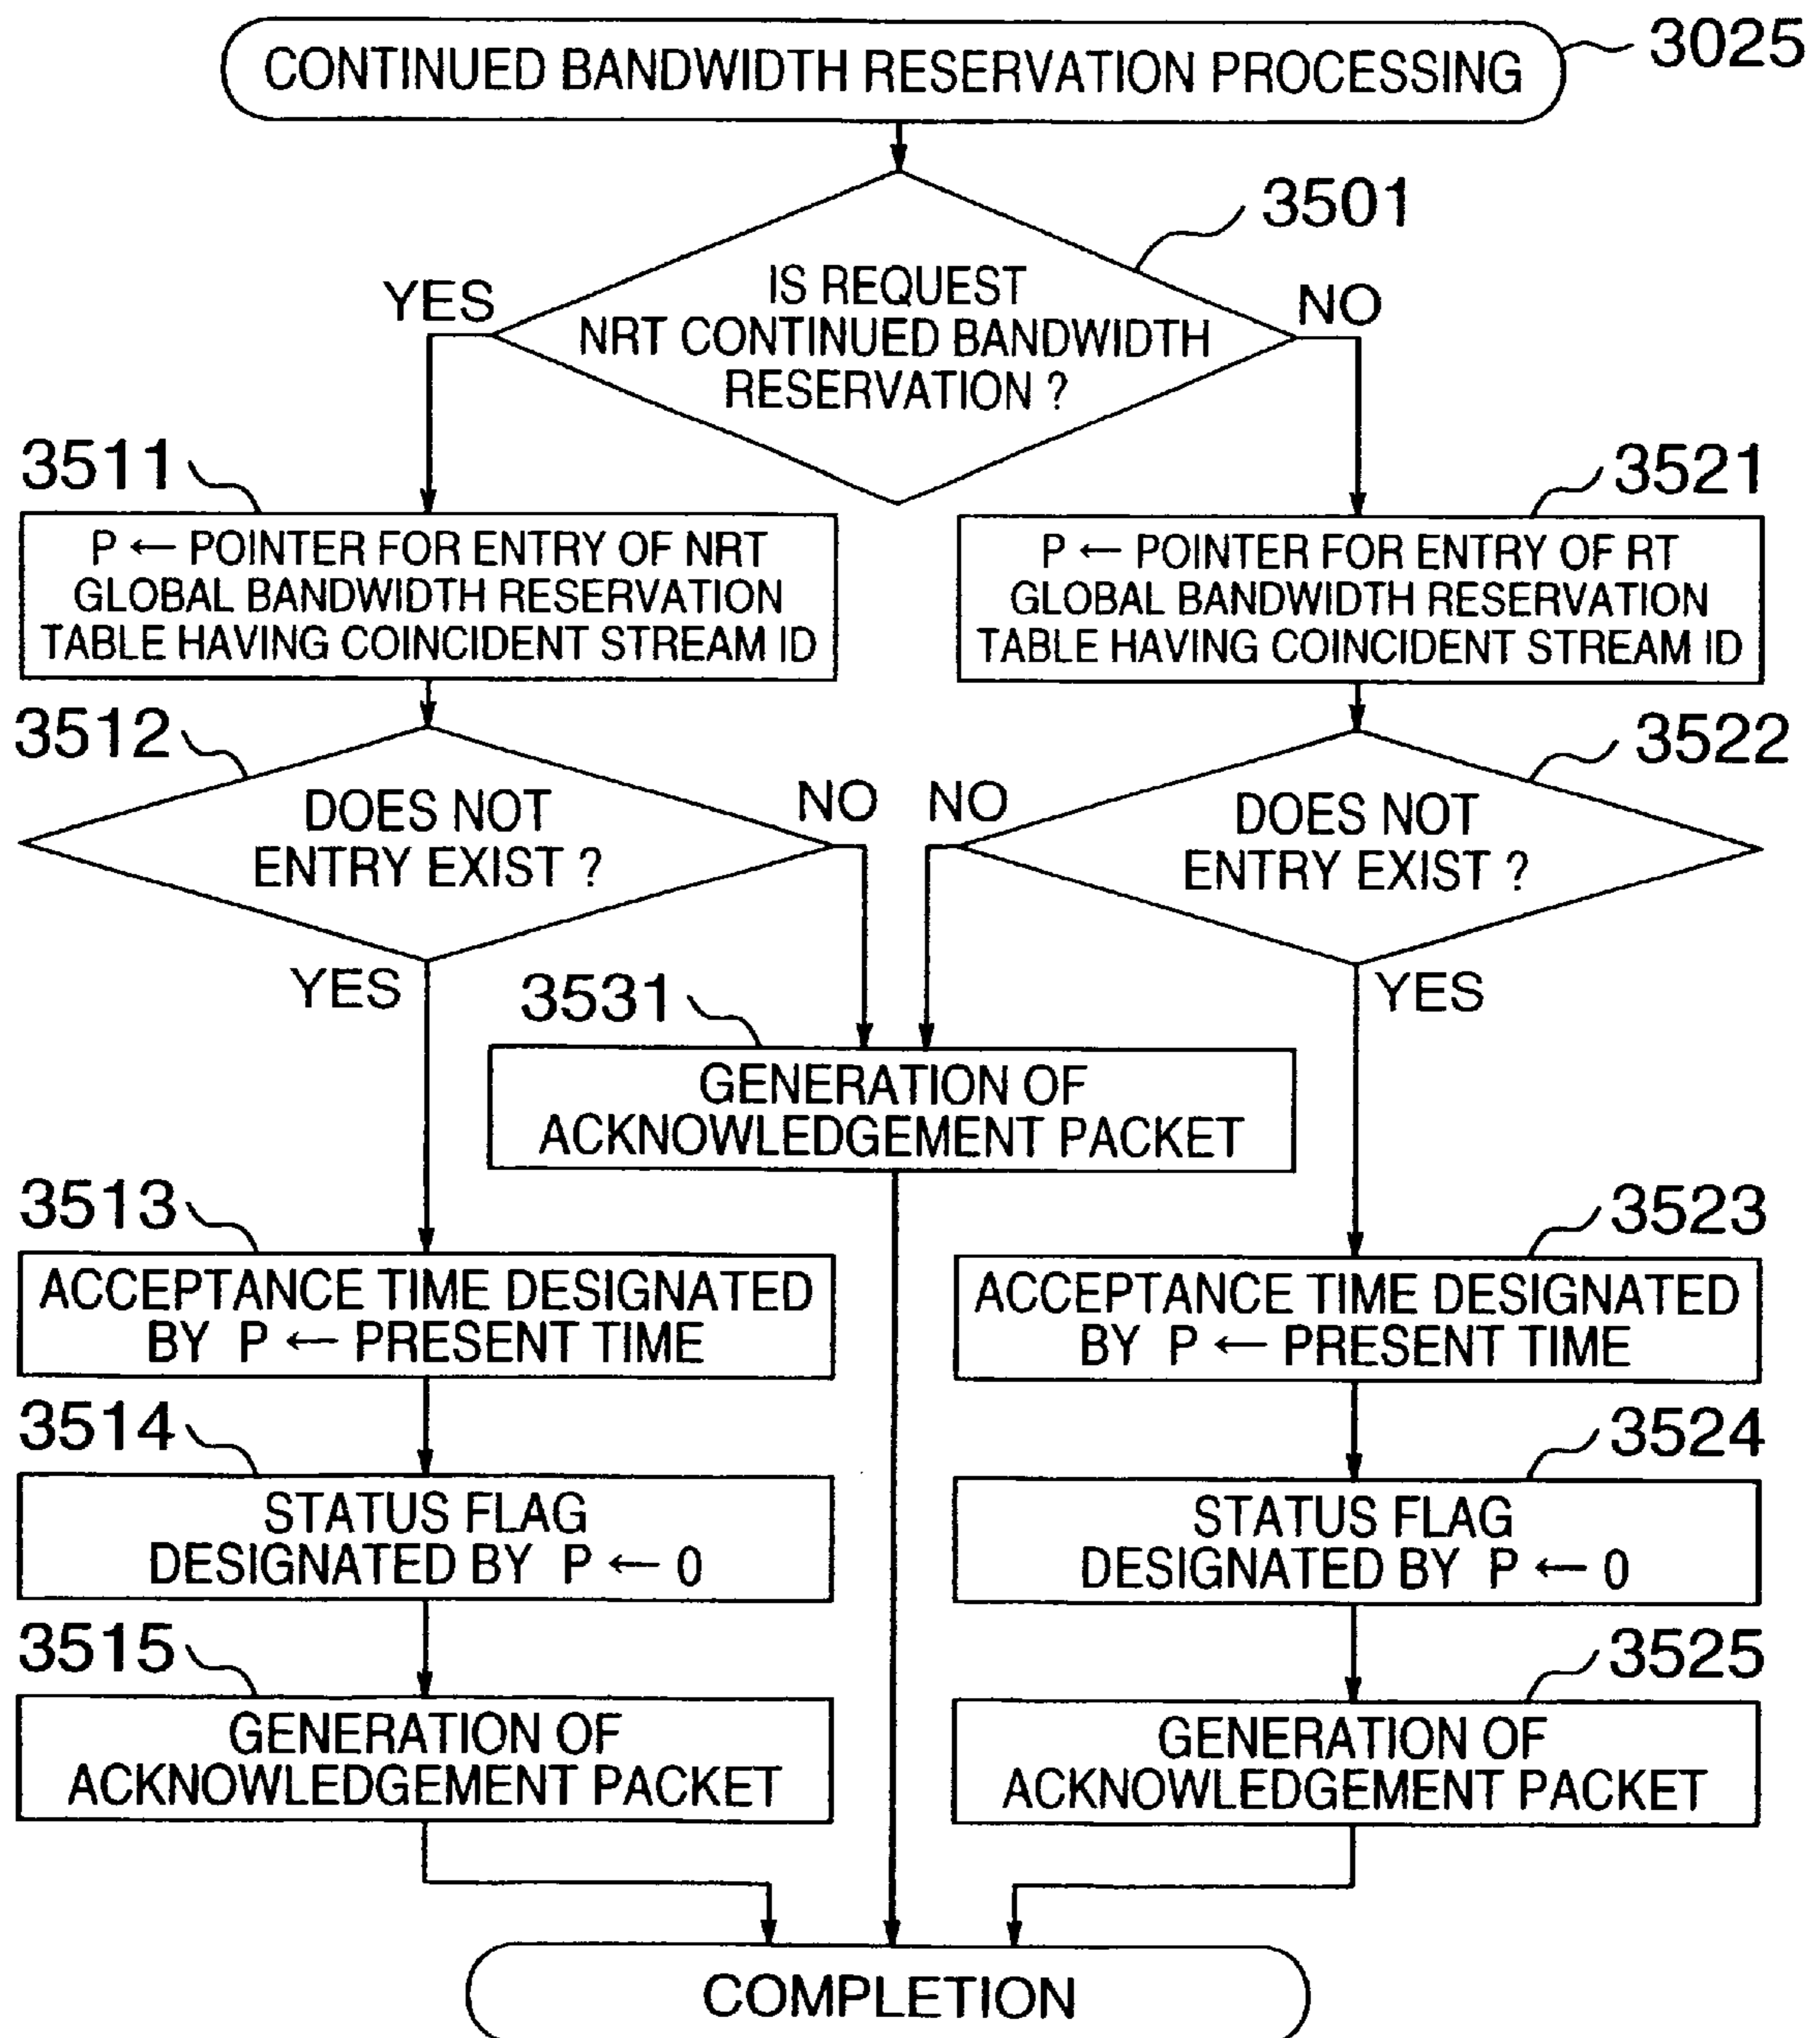 CONTINUED BANDWIDTH RESERVATION PROCESSING
3025
3501
IS REQUEST
NRT CONTINUED BANDWIDTH
RESERVATION ?
YES
NO
3511
P ← POINTER FOR ENTRY OF NRT
GLOBAL BANDWIDTH RESERVATION
TABLE HAVING COINCIDENT STREAM ID
3521
P ← POINTER FOR ENTRY OF RT
GLOBAL BANDWIDTH RESERVATION
TABLE HAVING COINCIDENT STREAM ID
3512
DOES NOT
ENTRY EXIST ?
NO
YES
3522
DOES NOT
ENTRY EXIST ?
NO
YES
3531
GENERATION OF
ACKNOWLEDGEMENT PACKET
3513
ACCEPTANCE TIME DESIGNATED
BY P ← PRESENT TIME
3523
ACCEPTANCE TIME DESIGNATED
BY P ← PRESENT TIME
3514
STATUS FLAG
DESIGNATED BY P ← 0
3524
STATUS FLAG
DESIGNATED BY P ← 0
3515
GENERATION OF
ACKNOWLEDGEMENT PACKET
3525
GENERATION OF
ACKNOWLEDGEMENT PACKET
COMPLETION